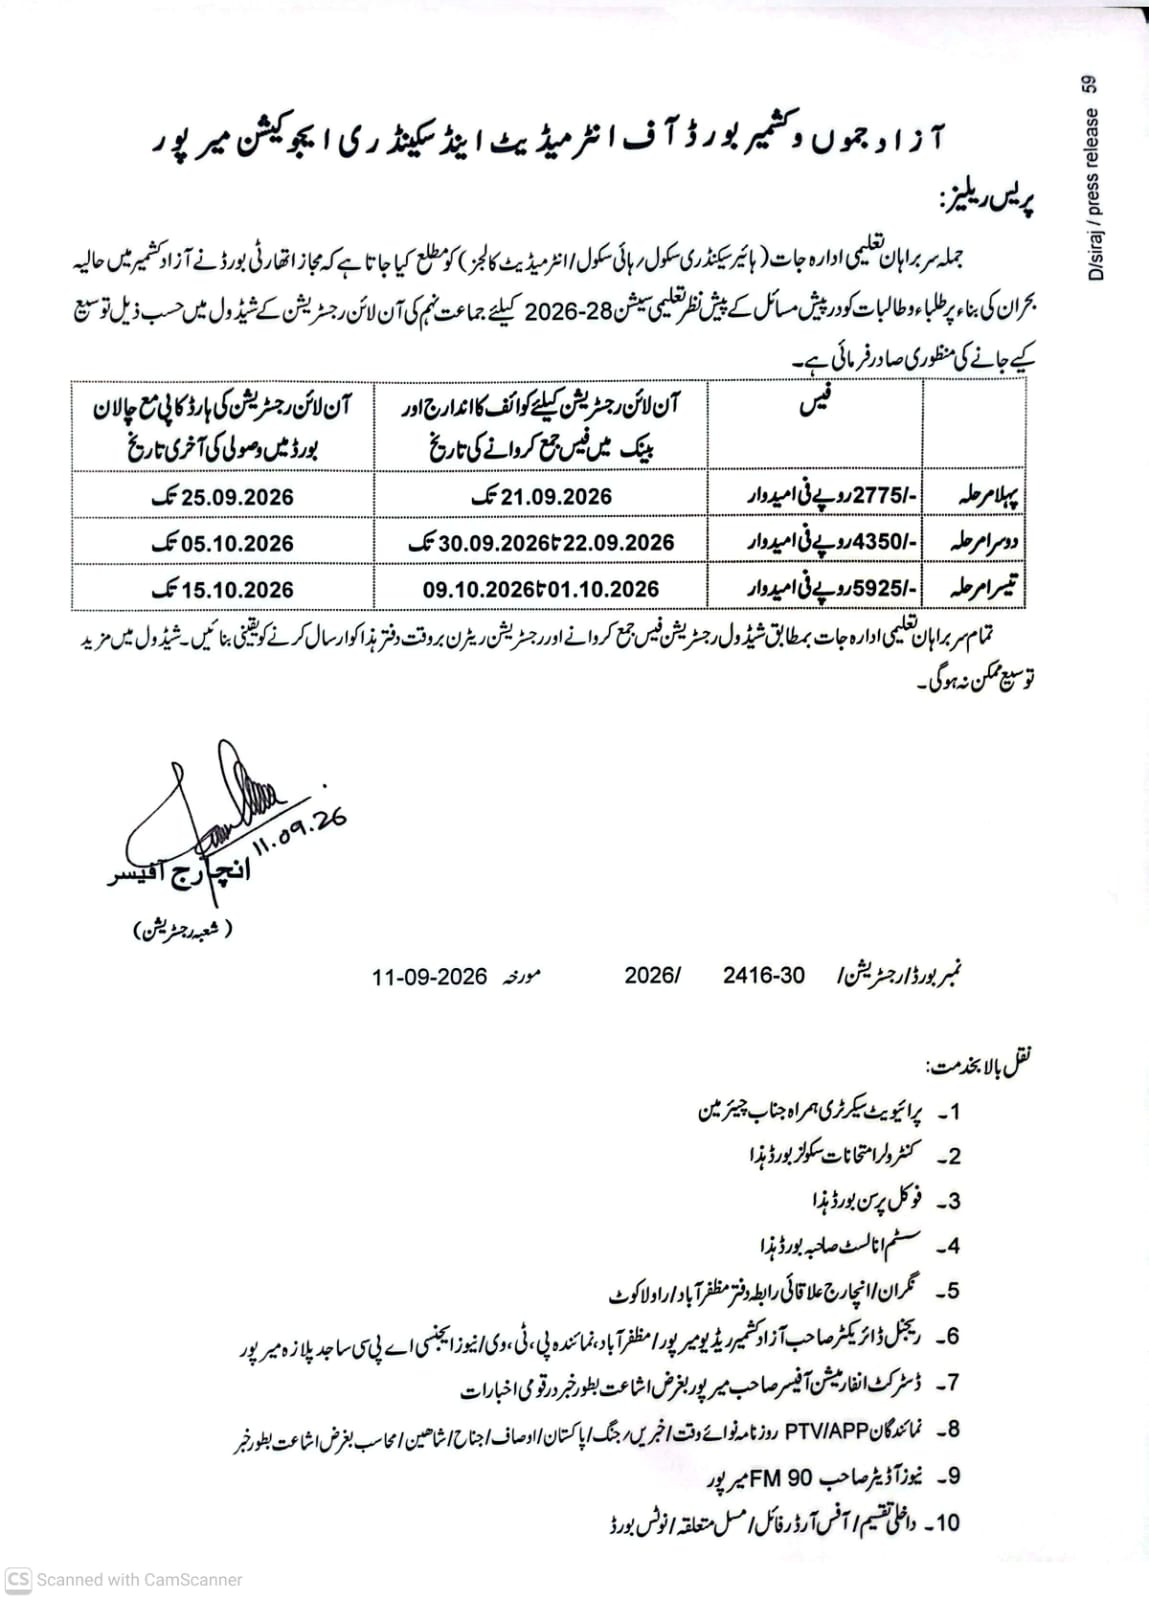 D/siraj / press release 59
آزاد جموں و کشمیر بورڈ آف انٹرمیڈیٹ اینڈ سیکنڈری ایجوکیشن میرپور
پریس ریلیز:
جملہ سربراہان تعلیمی ادارہ جات (ہائیر سیکنڈری سکول/ہائی سکول/انٹرمیڈیٹ کالجز) کو مطلع کیا جاتا ہے کہ مجاز اتھارٹی بورڈ نے آزاد کشمیر میں حالیہ
بحران کی بناء پر طلباء و طالبات کو درپیش مسائل کے پیش نظر تعلیمی سیشن 2026-28 کیلئے جماعت نہم کی آن لائن رجسٹریشن کے شیڈول میں حسب ذیل توسیع
کیے جانے کی منظوری صادر فرمائی ہے۔
فیس
آن لائن رجسٹریشن کیلئے کوائف کا اندارج اور
بینک میں فیس جمع کروانے کی تاریخ
آن لائن رجسٹریشن کی ہارڈ کاپی مع چالان
بورڈ میں وصولی کی آخری تاریخ
پہلا مرحلہ 2775/- روپے فی امیدوار 21.09.2026 تک 25.09.2026 تک
دوسرا مرحلہ 4350/- روپے فی امیدوار 22.09.2026 تا 30.09.2026 تک 05.10.2026 تک
تیسرا مرحلہ 5925/- روپے فی امیدوار 01.10.2026 تا 09.10.2026 15.10.2026 تک
تمام سربراہان تعلیمی ادارہ جات بمطابق شیڈول رجسٹریشن فیس جمع کروانے اور رجسٹریشن ریٹرن بروقت دفتر ہذا کو ارسال کرنے کو یقینی بنائیں۔ شیڈول میں مزید
توسیع ممکن نہ ہوگی۔
11.09.26
انچارج آفیسر
(شعبہ رجسٹریشن)
نمبر بورڈ/رجسٹریشن/ 2416-30 /2026 مورخہ 11-09-2026
نقل بالا بخدمت:
1۔ پرائیویٹ سیکرٹری ہمراہ جناب چیئرمین
2۔ کنٹرولر امتحانات سکولز بورڈ ہذا
3۔ فوکل پرسن بورڈ ہذا
4۔ سسٹم انالسٹ صاحبہ بورڈ ہذا
5۔ نگران/انچارج علاقائی رابطہ دفتر مظفرآباد/راولاکوٹ
6۔ ریجنل ڈائریکٹر صاحب آزاد کشمیر ریڈیو میرپور/مظفرآباد، نمائندہ پی، ٹی، وی/نیوز ایجنسی اے پی سی ساجد پلازہ میرپور
7۔ ڈسٹرکٹ انفارمیشن آفیسر صاحب میرپور بغرض اشاعت بطور خبر در قومی اخبارات
8۔ نمائندگان PTV/APP روزنامہ نوائے وقت/خبریں/جنگ/پاکستان/اوصاف/جناح/شاھین/محاسب بغرض اشاعت بطور خبر
9۔ نیوز آڈیٹر صاحب FM 90 میرپور
10۔ داخلی تقسیم/آفس آرڈر فائل/مسل متعلقہ/نوٹس بورڈ
CS Scanned with CamScanner